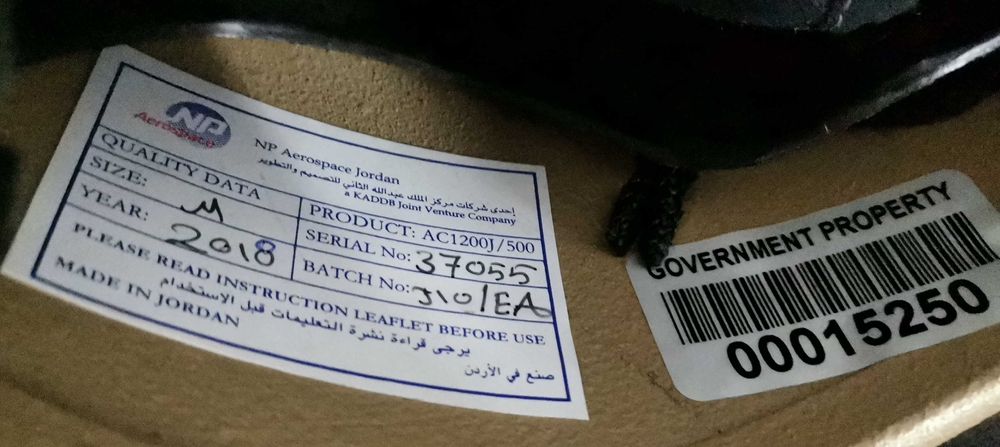 NP
Aerospace
NP Aerospace Jordan
إحدى شركات مركز الملك عبدالله الثاني للتصميم والتطوير
a KADDB Joint Venture Company
QUALITY DATA
PRODUCT: AC1200J/500
SIZE: M
SERIAL No: 37055
YEAR: 2018
BATCH No: J10/EA
PLEASE READ INSTRUCTION LEAFLET BEFORE USE
يرجى قراءة نشرة التعليمات قبل الاستخدام
MADE IN JORDAN
صنع في الأردن
GOVERNMENT PROPERTY
00015250